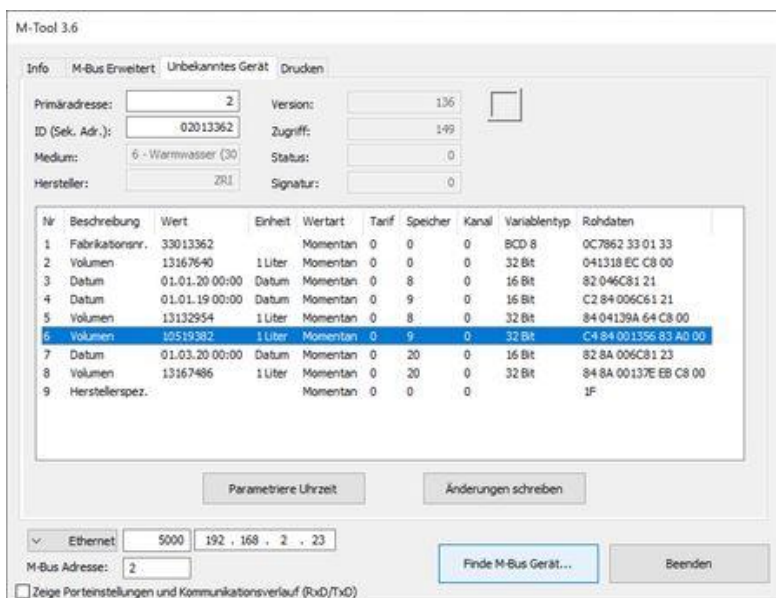 M-Tool 3.6
Info M-Bus Erweitert Unbekanntes Gerät Drucken
Primäradresse: 2 Version: 136
ID (Sek. Adr.): 02013362 Zugriff: 149
Medium: 6 - Warmwasser (30 Status: 0
Hersteller: ZRI Signatur: 0
Nr Beschreibung Wert Einheit Wertart Tarif Speicher Kanal Variablentyp Rohdaten
1 Fabrikationsnr. 33013362 Momentan 0 0 0 BCD 8 0C7862 33 01 33
2 Volumen 13167640 1 Liter Momentan 0 0 0 32 Bit 041318 EC C8 00
3 Datum 01.01.20 00:00 Datum Momentan 0 8 0 16 Bit 82 046C81 21
4 Datum 01.01.19 00:00 Datum Momentan 0 9 0 16 Bit C2 84 006C61 21
5 Volumen 13132954 1 Liter Momentan 0 8 0 32 Bit 84 04139A 64 C8 00
6 Volumen 10519382 1 Liter Momentan 0 9 0 32 Bit C4 84 001356 83 A0 00
7 Datum 01.03.20 00:00 Datum Momentan 0 20 0 16 Bit 82 8A 006C81 23
8 Volumen 13167486 1 Liter Momentan 0 20 0 32 Bit 84 8A 00137E EB C8 00
9 Herstellerspez. Momentan 0 0 0 1F
Parametriere Uhrzeit Änderungen schreiben
Ethernet 5000 192 . 168 . 2 . 23
M-Bus Adresse: 2 Finde M-Bus Gerät... Beenden
Zeige Porteinstellungen und Kommunikationsverlauf (RxD/TxD)